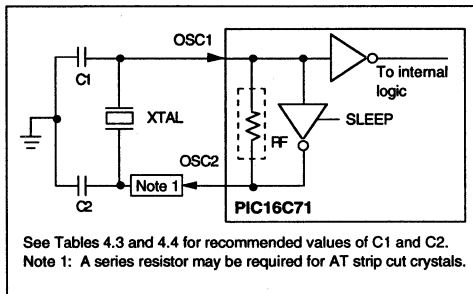 OSC1
C1
To internal
logic
XTAL
SLEEP
RF
OSC2
Note 1
C2
PIC16C71
See Tables 4.3 and 4.4 for recommended values of C1 and C2.
Note 1: A series resistor may be required for AT strip cut crystals.